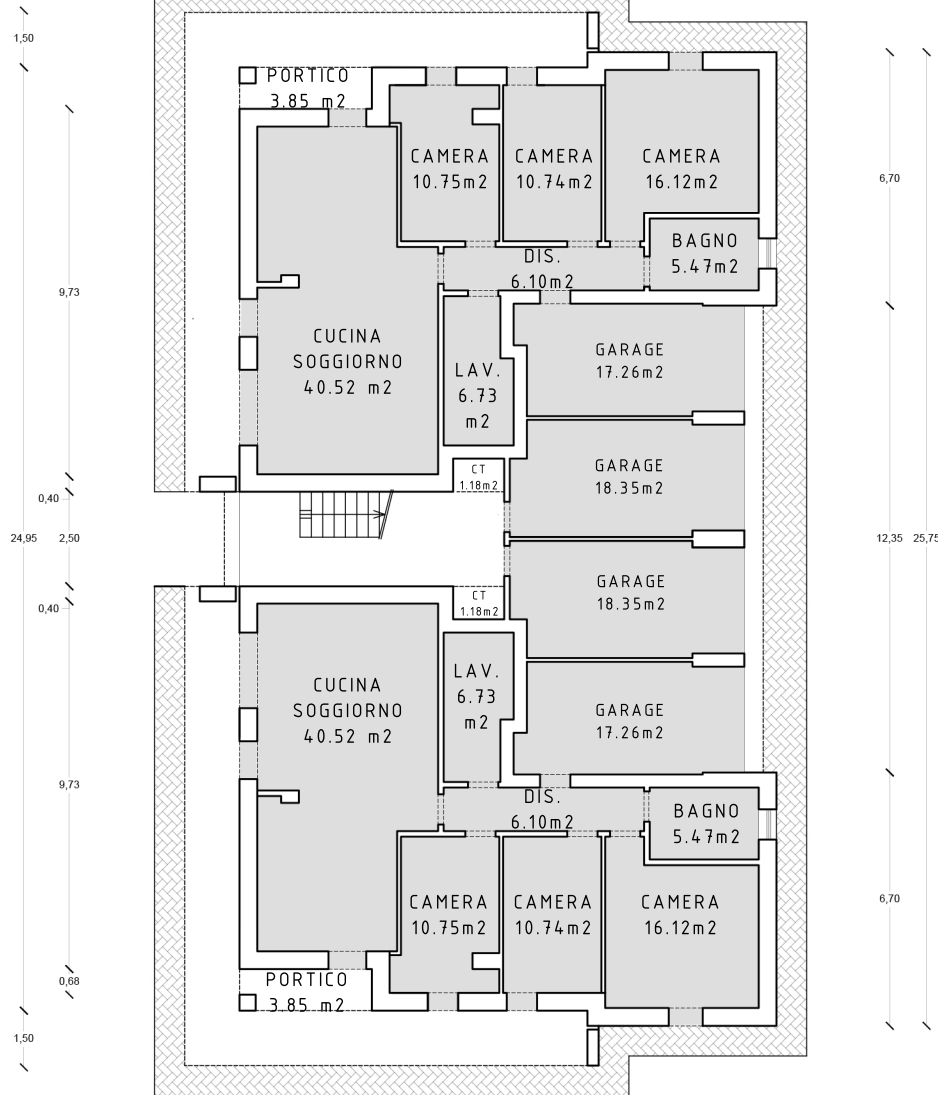 1,50
PORTICO
3.85 m2
CAMERA
10.75m2
CAMERA
10.74m2
CAMERA
16.12m2
6,70
BAGNO
5.47m2
DIS.
6.10m2
9,73
CUCINA
SOGGIORNO
40.52 m2
LAV.
6.73
m2
GARAGE
17.26m2
CT
1.18m2
GARAGE
18.35m2
0,40
24,95
2,50
12,35
25,75
0,40
CT
1.18m2
GARAGE
18.35m2
CUCINA
SOGGIORNO
40.52 m2
LAV.
6.73
m2
GARAGE
17.26m2
9,73
DIS.
6.10m2
BAGNO
5.47m2
CAMERA
10.75m2
CAMERA
10.74m2
CAMERA
16.12m2
6,70
0,68
PORTICO
3.85 m2
1,50